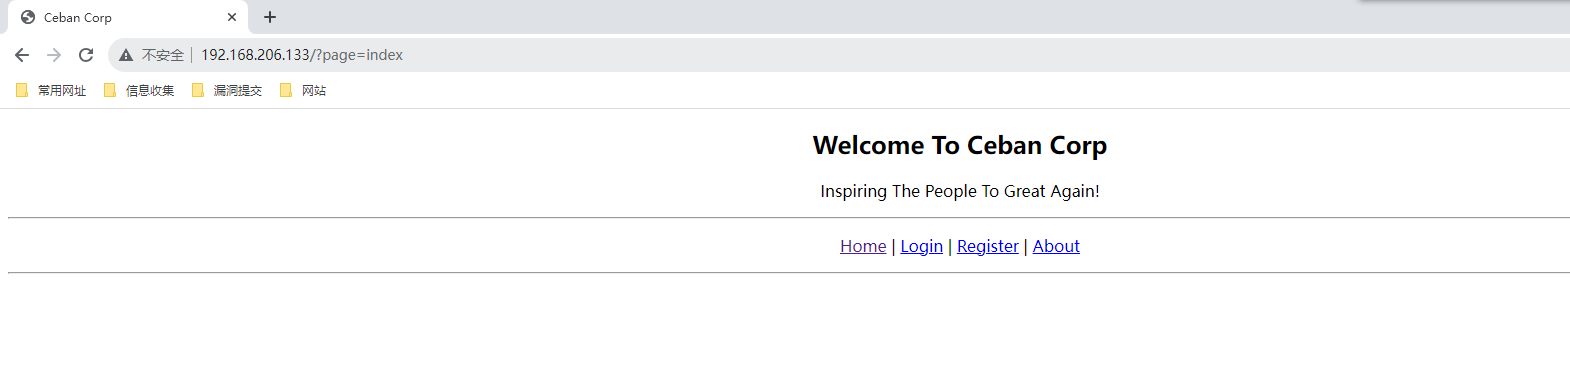 Ceban Corp
不安全 192.168.206.133/?page=index
常用网址 信息收集 漏洞提交 网站
Welcome To Ceban Corp
Inspiring The People To Great Again!
Home | Login | Register | About